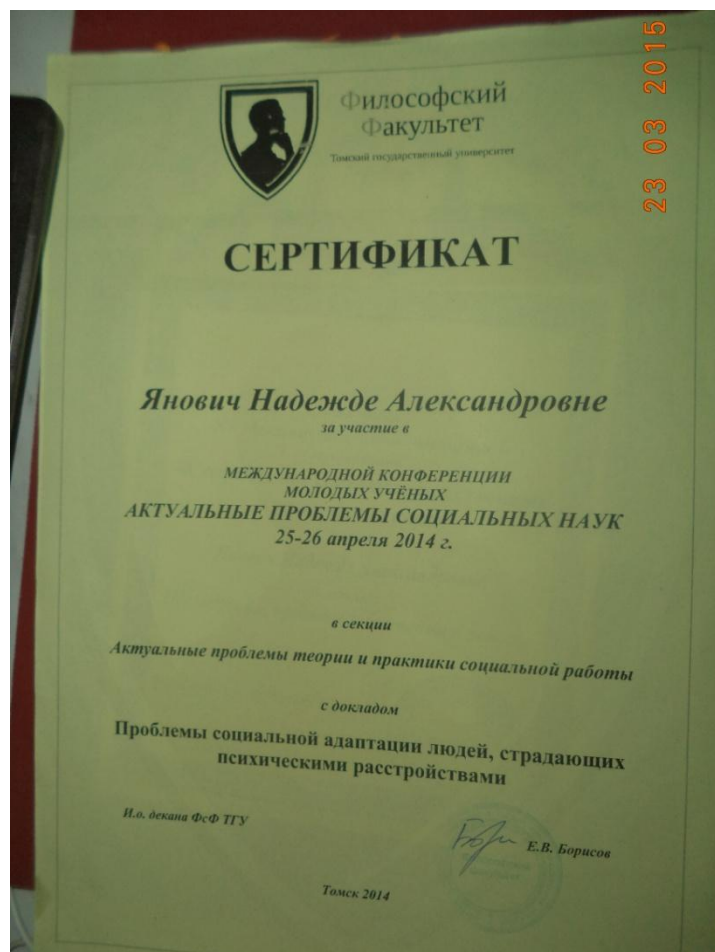 Философский
Факультет
Томский государственный университет
23 03 2015
СЕРТИФИКАТ
Янович Надежде Александровне
за участие в
МЕЖДУНАРОДНОЙ КОНФЕРЕНЦИИ
МОЛОДЫХ УЧЁНЫХ
АКТУАЛЬНЫЕ ПРОБЛЕМЫ СОЦИАЛЬНЫХ НАУК
25-26 апреля 2014 г.
в секции
Актуальные проблемы теории и практики социальной работы
с докладом
Проблемы социальной адаптации людей, страдающих
психическими расстройствами
И.о. декана ФсФ ТГУ
Е.В. Борисов
Томск 2014